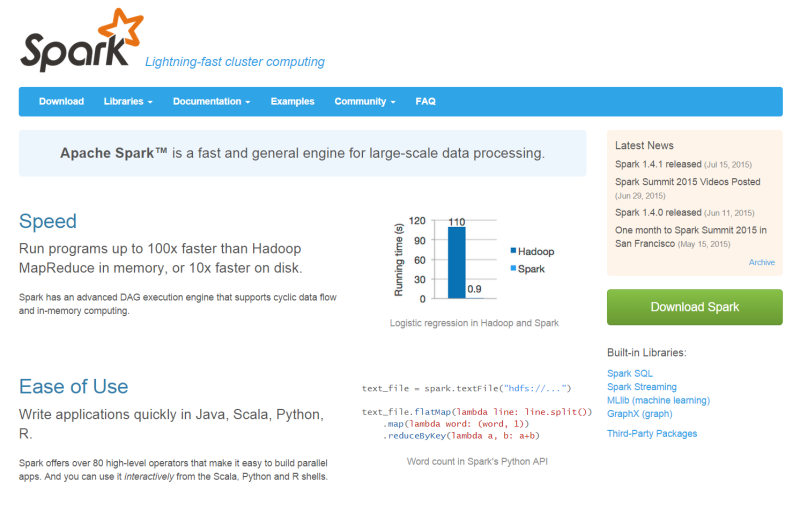 Spark
Lightning-fast cluster computing
Download Libraries Documentation Examples Community FAQ
Apache Spark™ is a fast and general engine for large-scale data processing.
Speed
Run programs up to 100x faster than Hadoop
MapReduce in memory, or 10x faster on disk.
Spark has an advanced DAG execution engine that supports cyclic data flow
and in-memory computing.
Running time (s)
120
90
60
30
0
110
0.9
Hadoop
Spark
Logistic regression in Hadoop and Spark
Ease of Use
Write applications quickly in Java, Scala, Python,
R.
Spark offers over 80 high-level operators that make it easy to build parallel
apps. And you can use it interactively from the Scala, Python and R shells.
text_file = spark.textFile("hdfs://...")
text_file.flatMap(lambda line: line.split())
.map(lambda word: (word, 1))
.reduceByKey(lambda a, b: a+b)
Word count in Spark's Python API
Latest News
Spark 1.4.1 released (Jul 15, 2015)
Spark Summit 2015 Videos Posted
(Jun 29, 2015)
Spark 1.4.0 released (Jun 11, 2015)
One month to Spark Summit 2015 in
San Francisco (May 15, 2015)
Archive
Download Spark
Built-in Libraries:
Spark SQL
Spark Streaming
MLlib (machine learning)
GraphX (graph)
Third-Party Packages